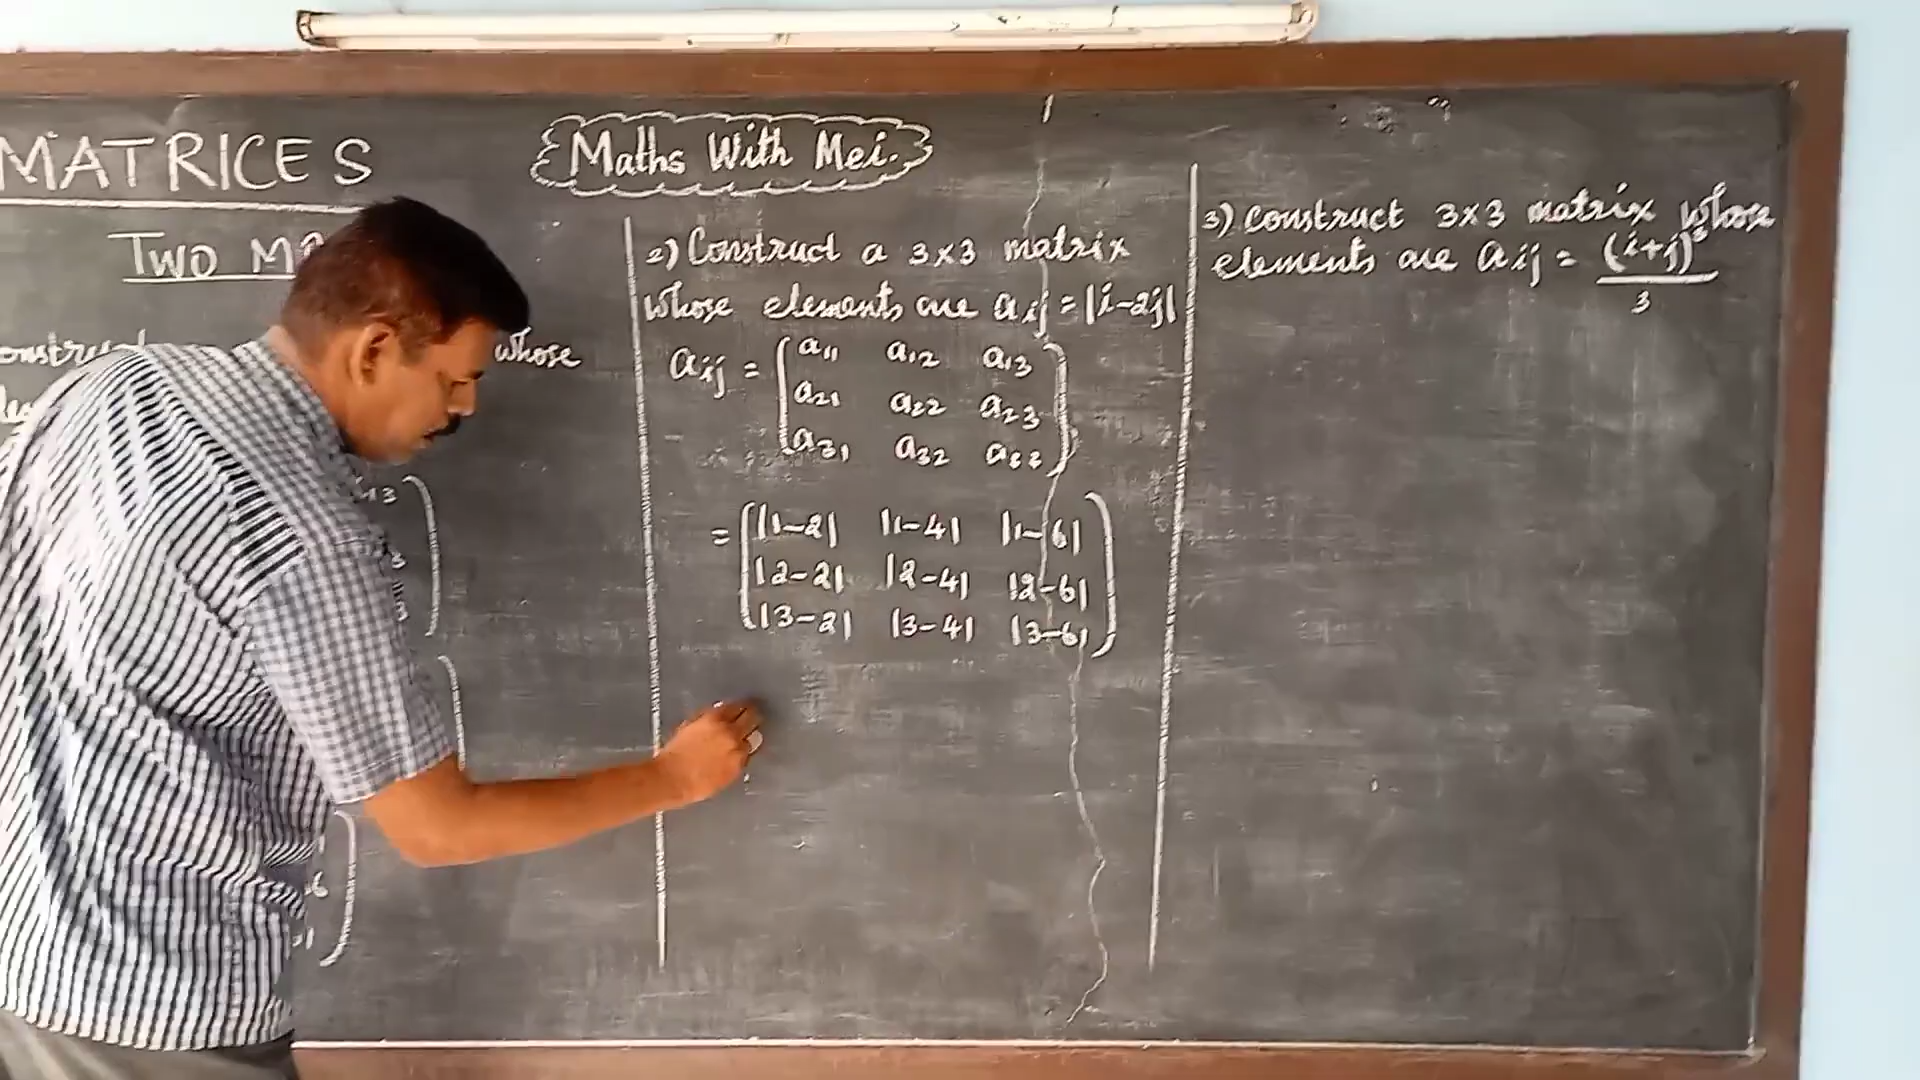 MATRICES
Maths With Mei.
TWO
whose
2) Construct a 3×3 matrix
whose elements are aij = |i-2j|
aij = (a11 a12 a13
a21 a22 a23
a31 a32 a33)
= (|1-2| |1-4| |1-6|
|2-2| |2-4| |2-6|
|3-2| |3-4| |3-6|)
3) construct 3×3 matrix whose
elements are aij = (i+j)³
3